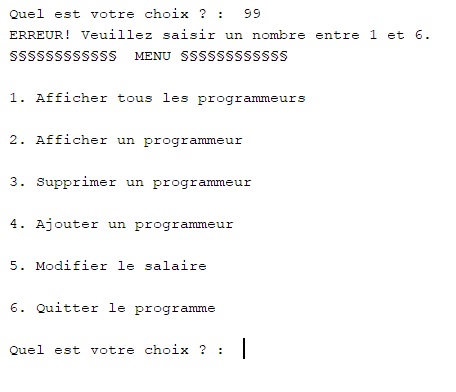 Quel est votre choix ? :  99
ERREUR! Veuillez saisir un nombre entre 1 et 6.
§§§§§§§§§§§§  MENU §§§§§§§§§§§§
1. Afficher tous les programmeurs
2. Afficher un programmeur
3. Supprimer un programmeur
4. Ajouter un programmeur
5. Modifier le salaire
6. Quitter le programme
Quel est votre choix ? :